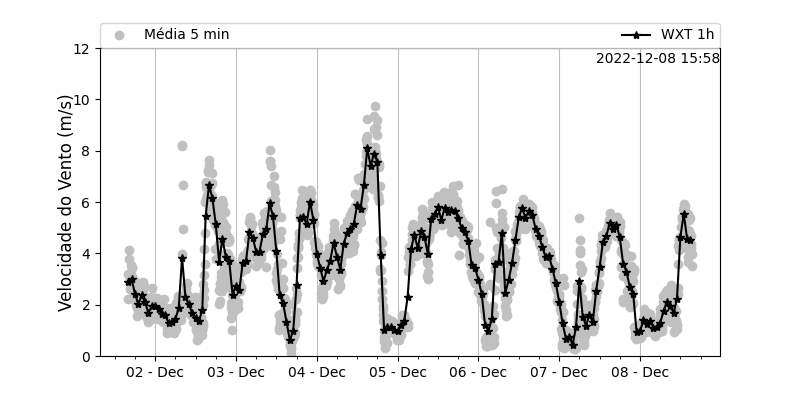 Média 5 min
WXT 1h
2022-12-08 15:58
Velocidade do Vento (m/s)
12
10
8
6
4
2
0
02 - Dec
03 - Dec
04 - Dec
05 - Dec
06 - Dec
07 - Dec
08 - Dec